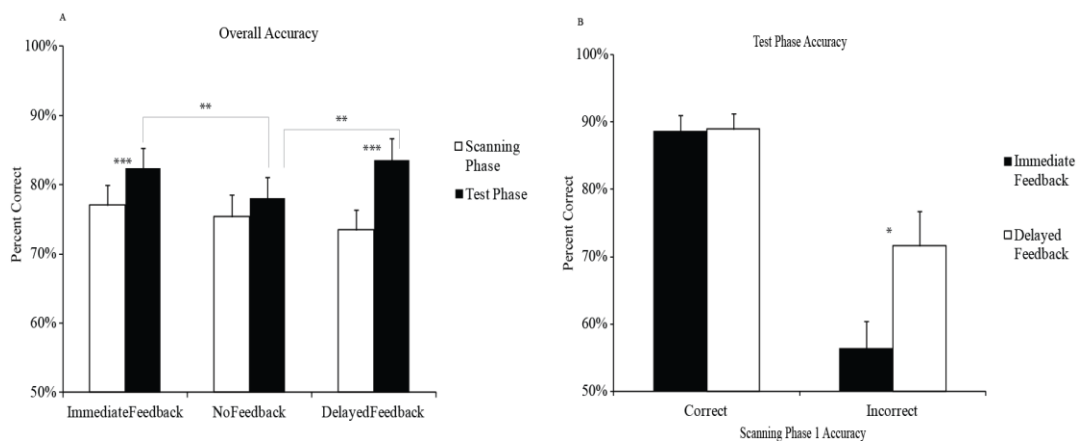 A
Overall Accuracy
100%
90%
80%
70%
60%
50%
Percent Correct
***
**
**
***
Scanning
Phase
Test Phase
ImmediateFeedback
NoFeedback
DelayedFeedback
B
Test Phase Accuracy
100%
90%
80%
70%
60%
50%
Percent Correct
*
Immediate
Feedback
Delayed
Feedback
Correct
Incorrect
Scanning Phase 1 Accuracy